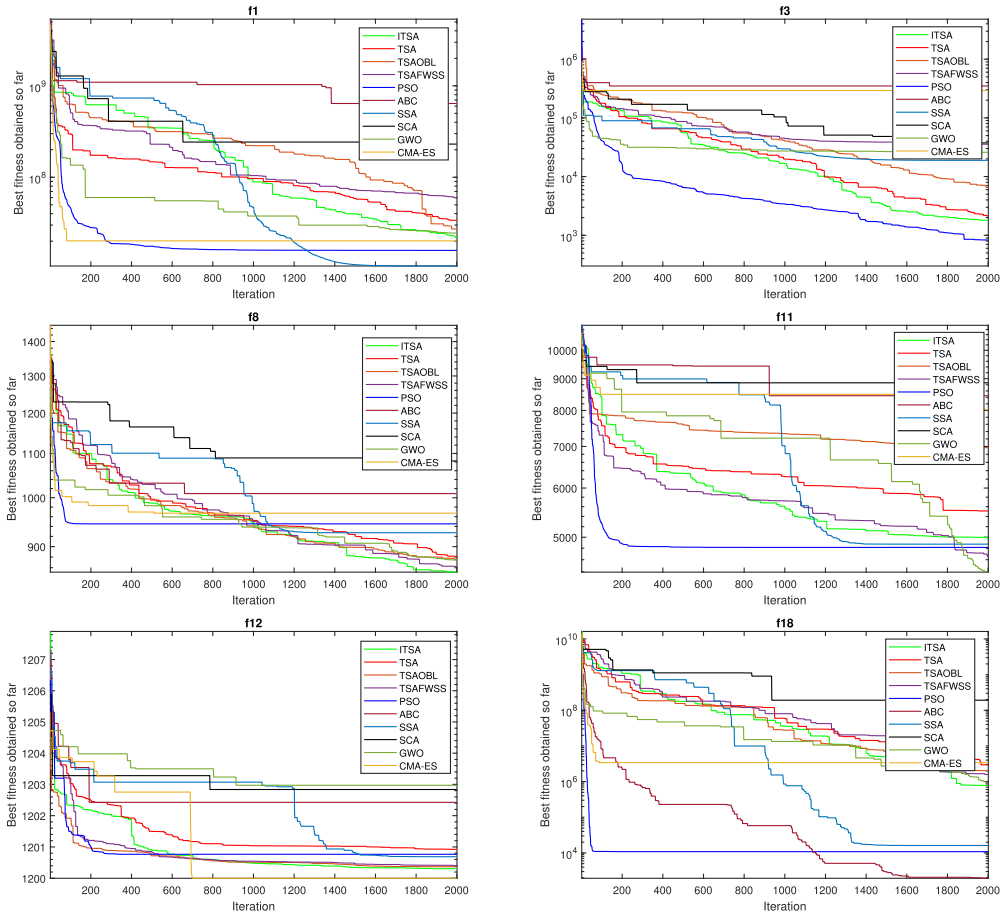 f1
Best fitness obtained so far
10^9
10^8
ITSA
TSA
TSAOBL
TSAFWSS
PSO
ABC
SSA
SCA
GWO
CMA-ES
200 400 600 800 1000 1200 1400 1600 1800 2000
Iteration
f3
Best fitness obtained so far
10^6
10^5
10^4
10^3
ITSA
TSA
TSAOBL
TSAFWSS
PSO
ABC
SSA
SCA
GWO
CMA-ES
200 400 600 800 1000 1200 1400 1600 1800 2000
Iteration
f8
Best fitness obtained so far
1400
1300
1200
1100
1000
900
ITSA
TSA
TSAOBL
TSAFWSS
PSO
ABC
SSA
SCA
GWO
CMA-ES
200 400 600 800 1000 1200 1400 1600 1800 2000
Iteration
f11
Best fitness obtained so far
10000
9000
8000
7000
6000
5000
ITSA
TSA
TSAOBL
TSAFWSS
PSO
ABC
SSA
SCA
GWO
CMA-ES
200 400 600 800 1000 1200 1400 1600 1800 2000
Iteration
f12
Best fitness obtained so far
1207
1206
1205
1204
1203
1202
1201
1200
ITSA
TSA
TSAOBL
TSAFWSS
PSO
ABC
SSA
SCA
GWO
CMA-ES
200 400 600 800 1000 1200 1400 1600 1800 2000
Iteration
f18
Best fitness obtained so far
10^10
10^8
10^6
10^4
ITSA
TSA
TSAOBL
TSAFWSS
PSO
ABC
SSA
SCA
GWO
CMA-ES
200 400 600 800 1000 1200 1400 1600 1800 2000
Iteration